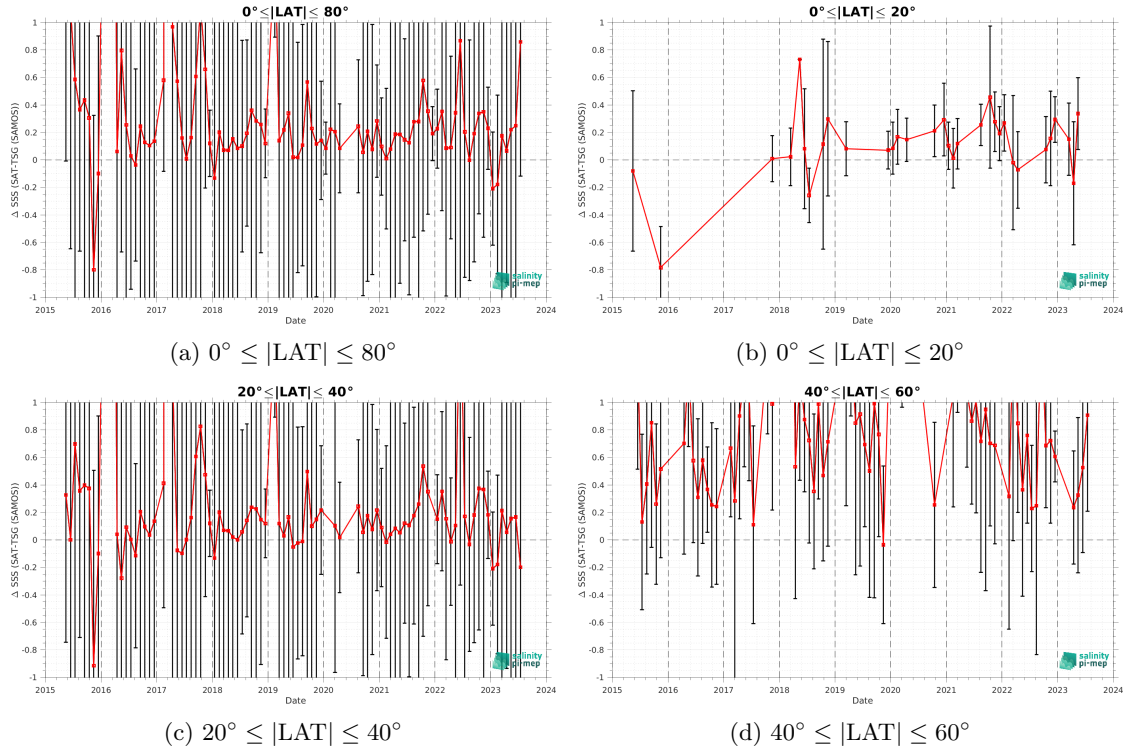 0°≤|LAT|≤ 80°
Δ SSS (SAT-TSG (SAMOS))
1
0.8
0.6
0.4
0.2
0
-0.2
-0.4
-0.6
-0.8
-1
2015 2016 2017 2018 2019 2020 2021 2022 2023 2024
Date
salinity
pi-mep
(a) 0° ≤ |LAT| ≤ 80°
0°≤|LAT|≤ 20°
Δ SSS (SAT-TSG (SAMOS))
1
0.8
0.6
0.4
0.2
0
-0.2
-0.4
-0.6
-0.8
-1
2015 2016 2017 2018 2019 2020 2021 2022 2023 2024
Date
salinity
pi-mep
(b) 0° ≤ |LAT| ≤ 20°
20°≤|LAT|≤ 40°
Δ SSS (SAT-TSG (SAMOS))
1
0.8
0.6
0.4
0.2
0
-0.2
-0.4
-0.6
-0.8
-1
2015 2016 2017 2018 2019 2020 2021 2022 2023 2024
Date
salinity
pi-mep
(c) 20° ≤ |LAT| ≤ 40°
40°≤|LAT|≤ 60°
Δ SSS (SAT-TSG (SAMOS))
1
0.8
0.6
0.4
0.2
0
-0.2
-0.4
-0.6
-0.8
-1
2015 2016 2017 2018 2019 2020 2021 2022 2023 2024
Date
salinity
pi-mep
(d) 40° ≤ |LAT| ≤ 60°